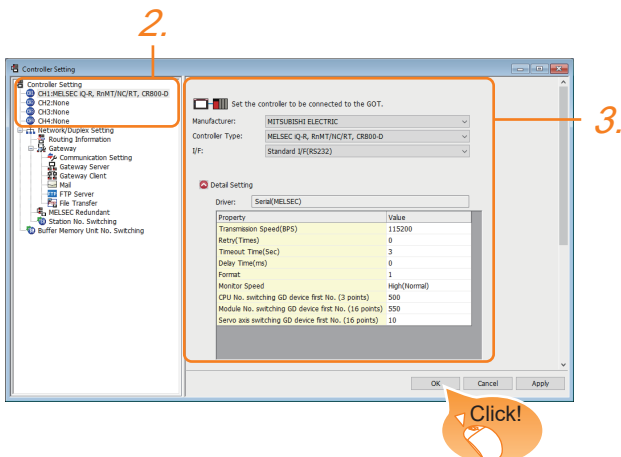 2.
Controller Setting
Controller Setting
CH1:MELSEC iQ-R, RnMT/NC/RT, CR800-D
CH2:None
CH3:None
CH4:None
Network/Duplex Setting
Routing Information
Gateway
Communication Setting
Gateway Server
Gateway Client
Mail
FTP Server
File Transfer
MELSEC Redundant
Station No. Switching
Buffer Memory Unit No. Switching
Set the controller to be connected to the GOT.
Manufacturer: MITSUBISHI ELECTRIC
Controller Type: MELSEC iQ-R, RnMT/NC/RT, CR800-D
I/F: Standard I/F(RS232)
3.
Detail Setting
Driver: Serial(MELSEC)
Property Value
Transmission Speed(BPS) 115200
Retry(Times) 0
Timeout Time(Sec) 3
Delay Time(ms) 0
Format 1
Monitor Speed High(Normal)
CPU No. switching GD device first No. (3 points) 500
Module No. switching GD device first No. (16 points) 550
Servo axis switching GD device first No. (16 points) 10
OK Cancel Apply
Click!